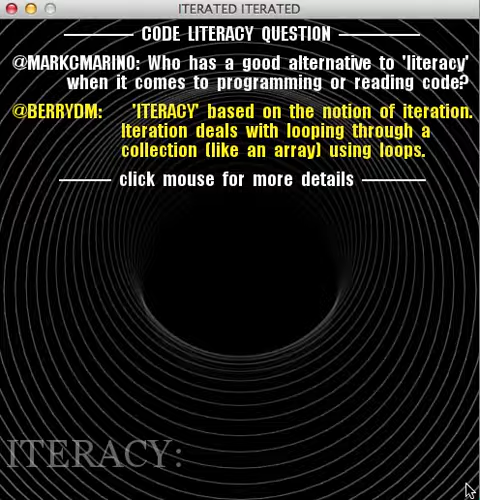 ITERATED ITERATED
CODE LITERACY QUESTION
@MARKCMARINO: Who has a good alternative to 'literacy'
when it comes to programming or reading code?
@BERRYDM: 'ITERACY' based on the notion of iteration.
Iteration deals with looping through a
collection (like an array) using loops.
click mouse for more details
ITERACY: